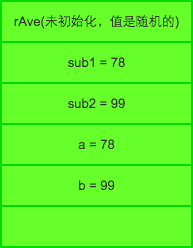 rAve(未初始化，值是随机的)
sub1 = 78
sub2 = 99
a = 78
b = 99